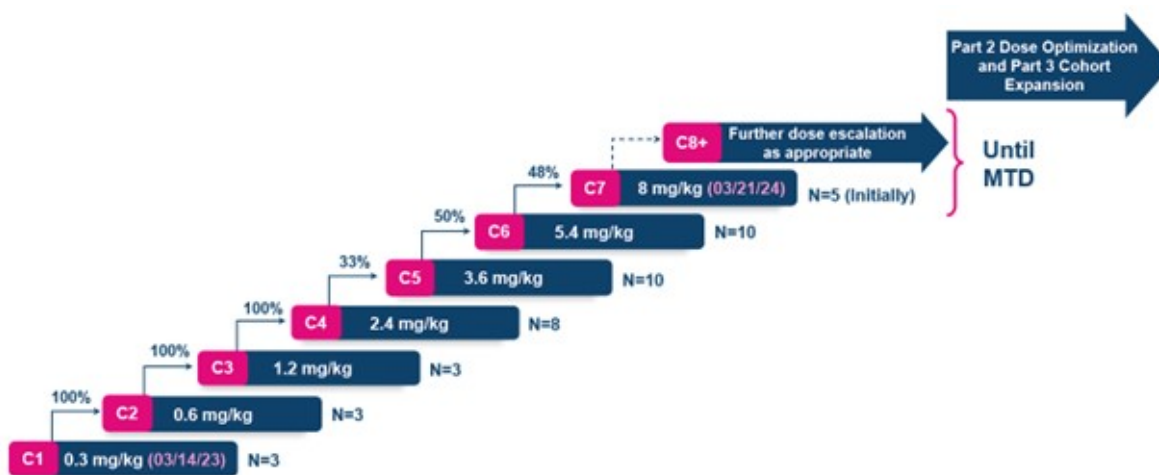 Part 2 Dose Optimization
and Part 3 Cohort
Expansion
C8+
Further dose escalation
as appropriate
Until
MTD
48%
C7
8 mg/kg (03/21/24)
N=5 (Initially)
50%
C6
5.4 mg/kg
N=10
33%
C5
3.6 mg/kg
N=10
100%
C4
2.4 mg/kg
N=8
100%
C3
1.2 mg/kg
N=3
100%
C2
0.6 mg/kg
N=3
C1
0.3 mg/kg (03/14/23)
N=3